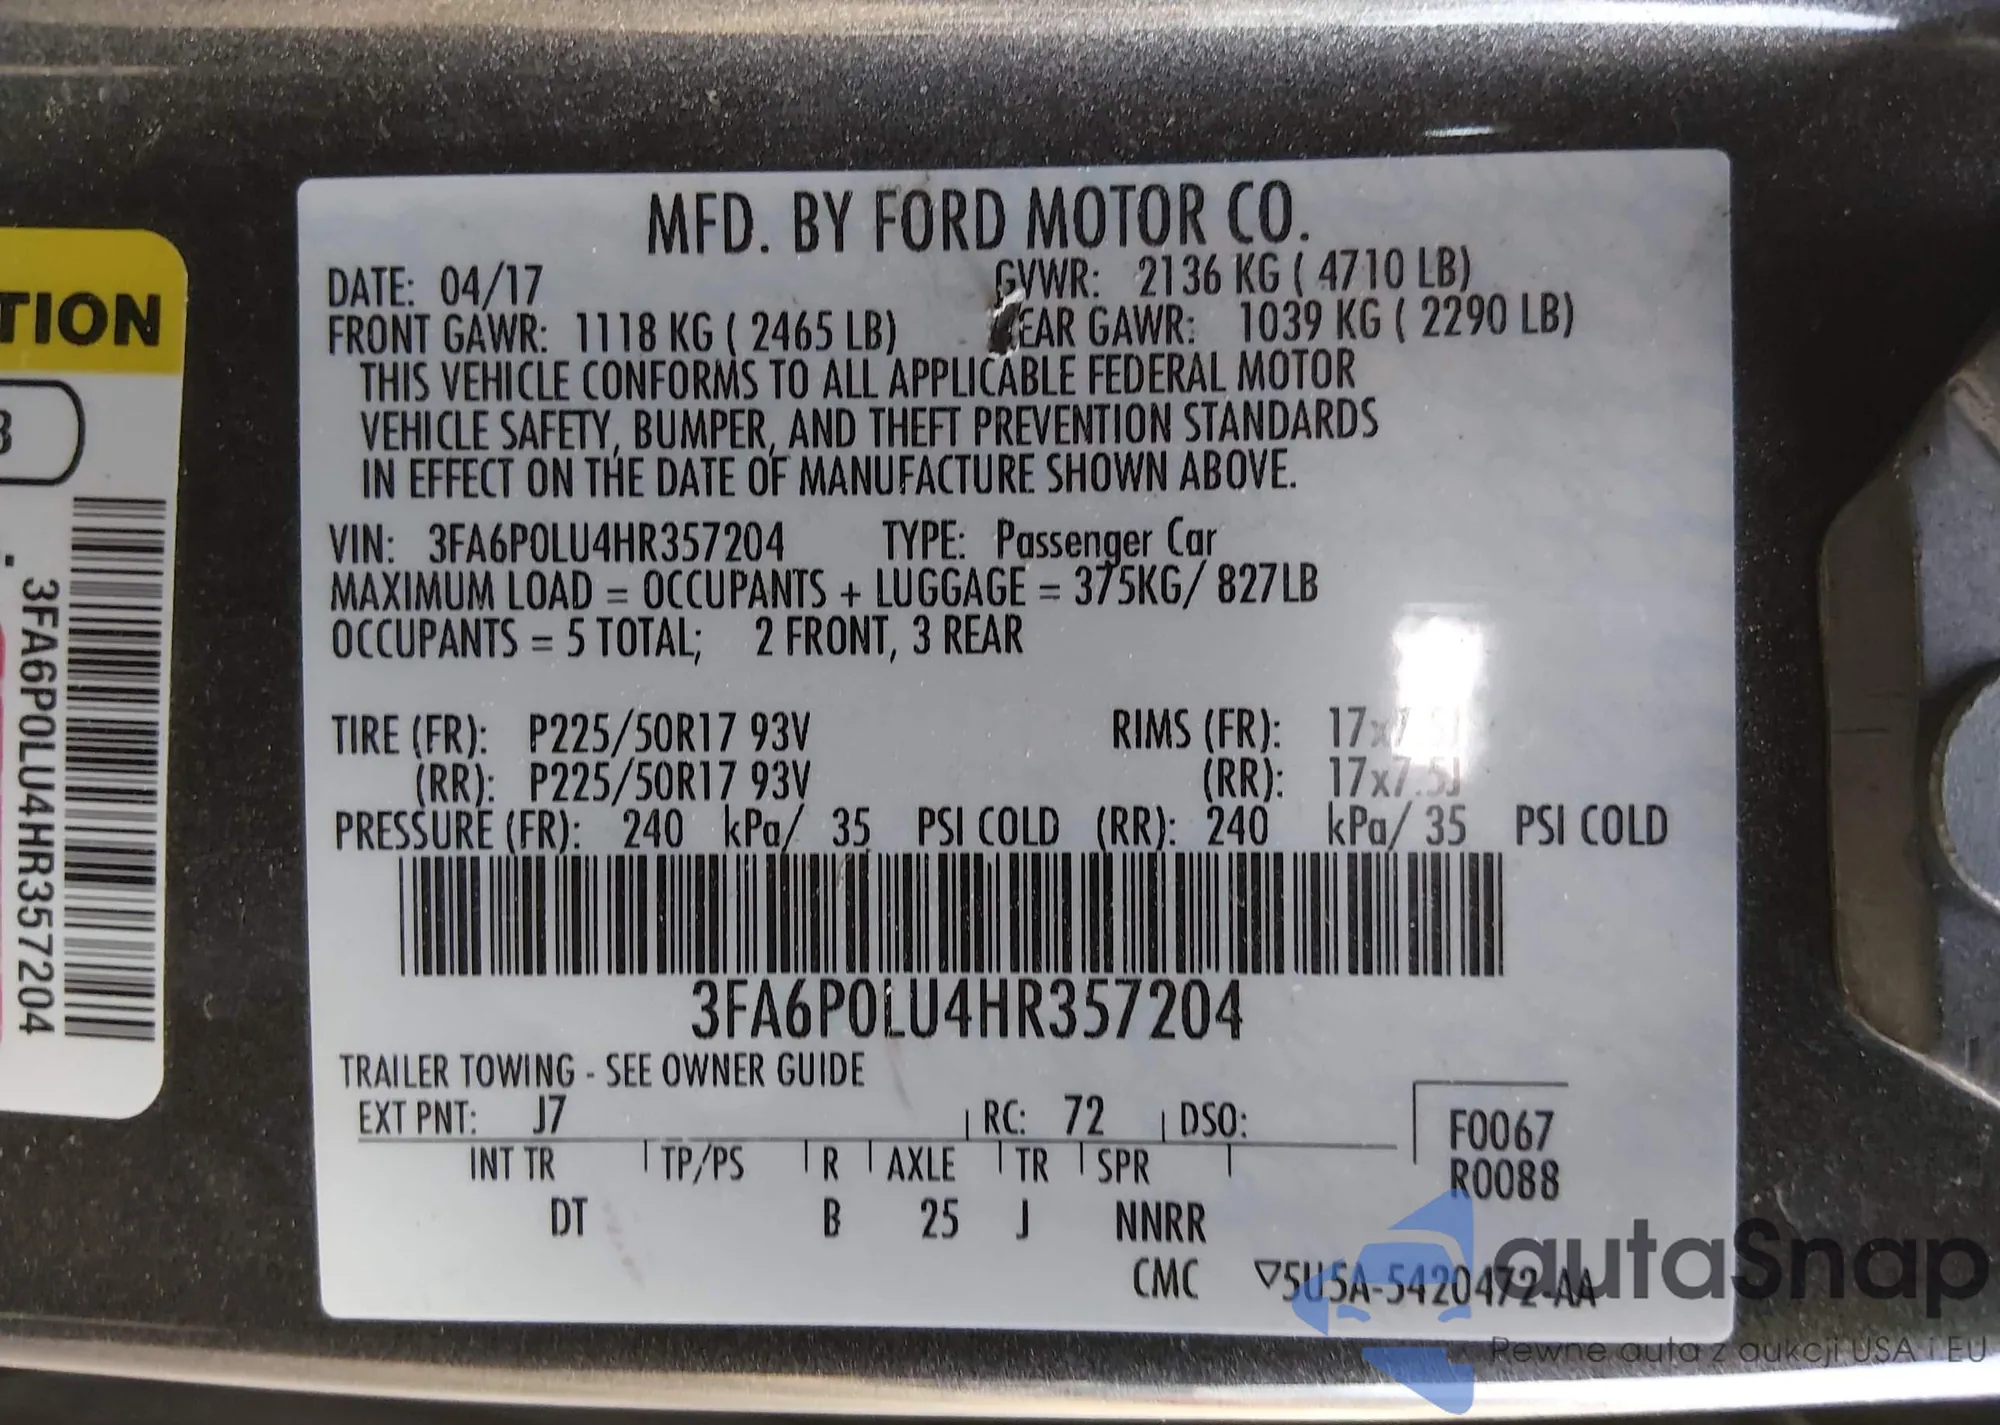 TION
3FA6P0LU4HR357204
MFD. BY FORD MOTOR CO.
DATE: 04/17 GVWR: 2136 KG ( 4710 LB)
FRONT GAWR: 1118 KG ( 2465 LB) EAR GAWR: 1039 KG ( 2290 LB)
THIS VEHICLE CONFORMS TO ALL APPLICABLE FEDERAL MOTOR
VEHICLE SAFETY, BUMPER, AND THEFT PREVENTION STANDARDS
IN EFFECT ON THE DATE OF MANUFACTURE SHOWN ABOVE.
VIN: 3FA6P0LU4HR357204 TYPE: Passenger Car
MAXIMUM LOAD = OCCUPANTS + LUGGAGE = 375KG/ 827LB
OCCUPANTS = 5 TOTAL; 2 FRONT, 3 REAR
TIRE (FR): P225/50R17 93V RIMS (FR): 17x7.5J
(RR): P225/50R17 93V (RR): 17x7.5J
PRESSURE (FR): 240 kPa/ 35 PSI COLD (RR): 240 kPa/ 35 PSI COLD
3FA6P0LU4HR357204
TRAILER TOWING - SEE OWNER GUIDE
EXT PNT: J7 RC: 72 DSO: F0067
INT TR TP/PS R AXLE TR SPR R0088
DT B 25 J NNRR
CMC ▽5U5A-5420472-AA
autaSnap
Pewne auta z aukcji USA i EU